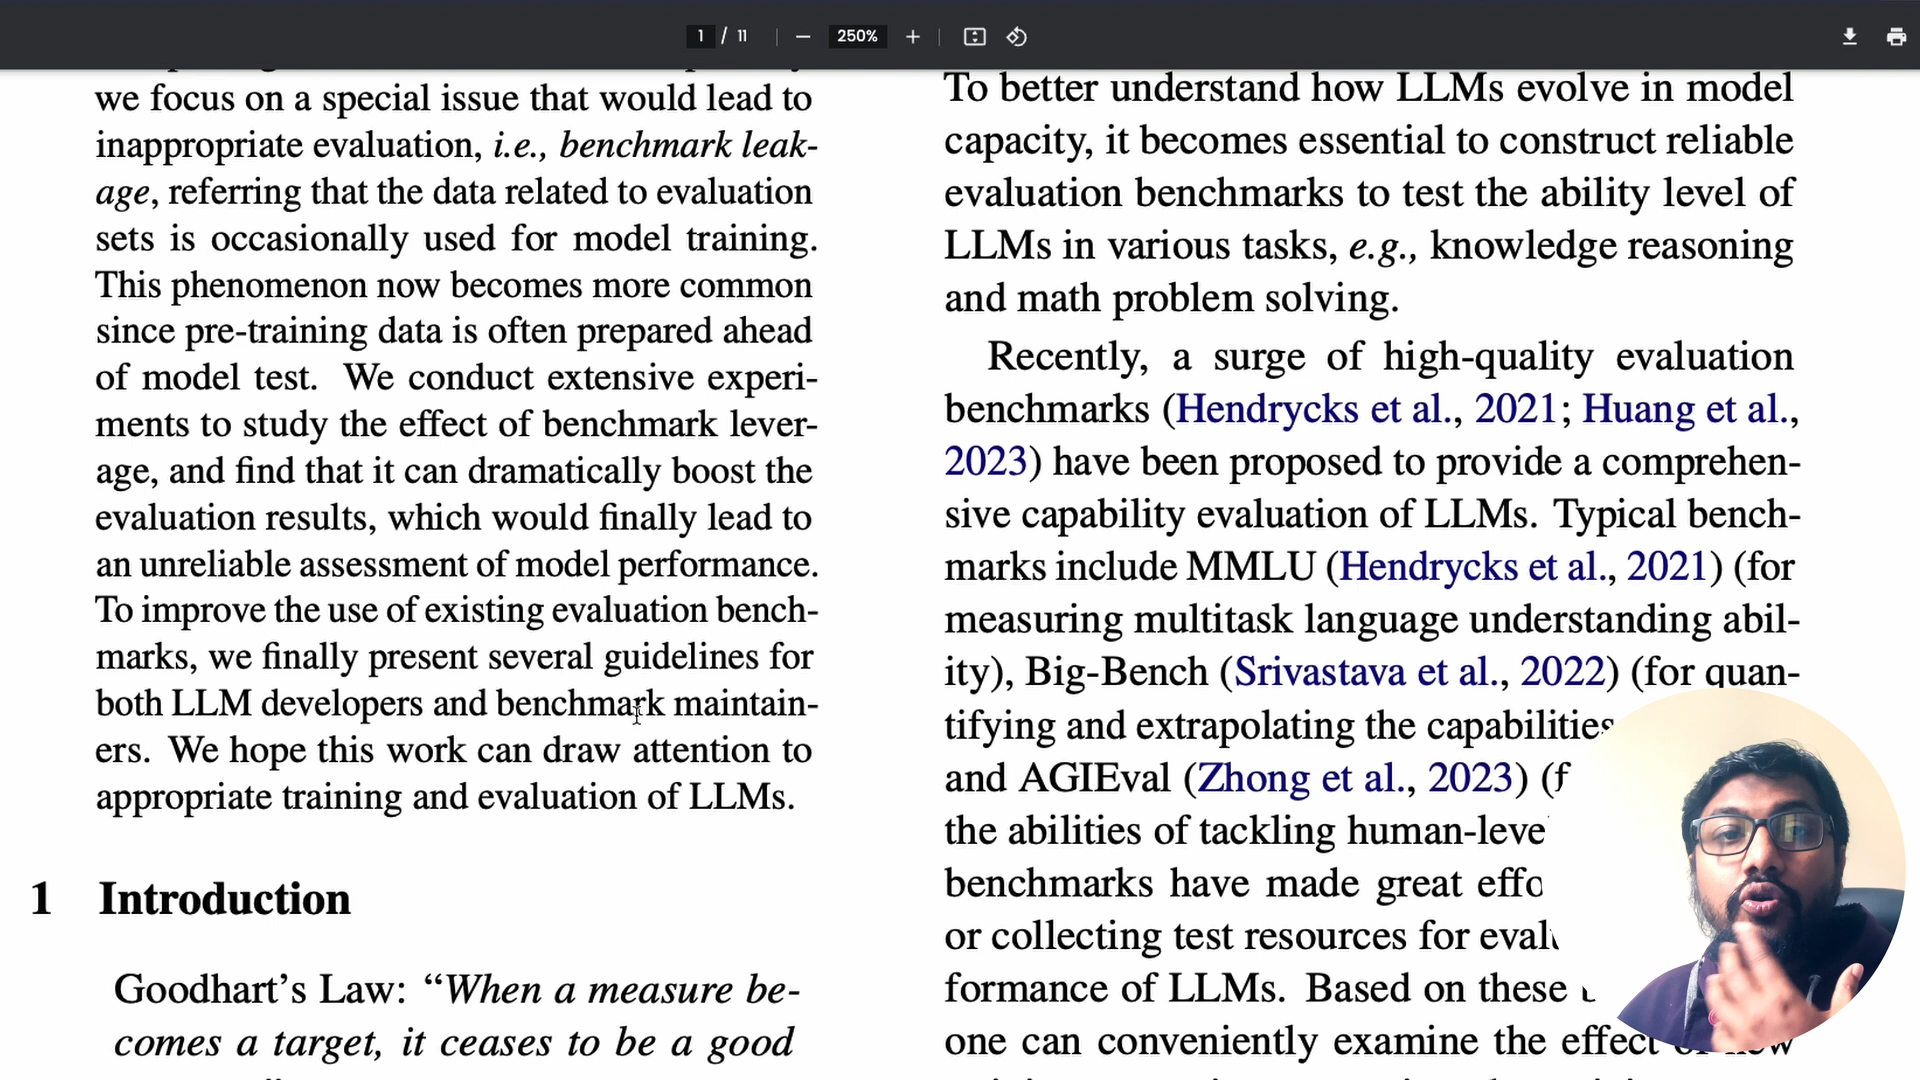 1 / 11
250%
we focus on a special issue that would lead to
inappropriate evaluation, i.e., benchmark leak-
age, referring that the data related to evaluation
sets is occasionally used for model training.
This phenomenon now becomes more common
since pre-training data is often prepared ahead
of model test. We conduct extensive experi-
ments to study the effect of benchmark lever-
age, and find that it can dramatically boost the
evaluation results, which would finally lead to
an unreliable assessment of model performance.
To improve the use of existing evaluation bench-
marks, we finally present several guidelines for
both LLM developers and benchmark maintain-
ers. We hope this work can draw attention to
appropriate training and evaluation of LLMs.
1 Introduction
Goodhart's Law: “When a measure be-
comes a target, it ceases to be a good
To better understand how LLMs evolve in model
capacity, it becomes essential to construct reliable
evaluation benchmarks to test the ability level of
LLMs in various tasks, e.g., knowledge reasoning
and math problem solving.
Recently, a surge of high-quality evaluation
benchmarks (Hendrycks et al., 2021; Huang et al.,
2023) have been proposed to provide a comprehen-
sive capability evaluation of LLMs. Typical bench-
marks include MMLU (Hendrycks et al., 2021) (for
measuring multitask language understanding abil-
ity), Big-Bench (Srivastava et al., 2022) (for quan-
tifying and extrapolating the capabilities
and AGIEval (Zhong et al., 2023)
the abilities of tackling
benchmarks have made great
or collecting test resources for
formance of LLMs. Based on these
one can conveniently examine the effect of new